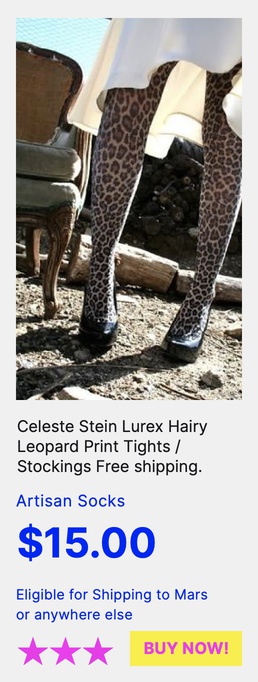 Celeste Stein Lurex Hairy
Leopard Print Tights /
Stockings Free shipping.
Artisan Socks
$15.00
Eligible for Shipping to Mars
or anywhere else
BUY NOW!